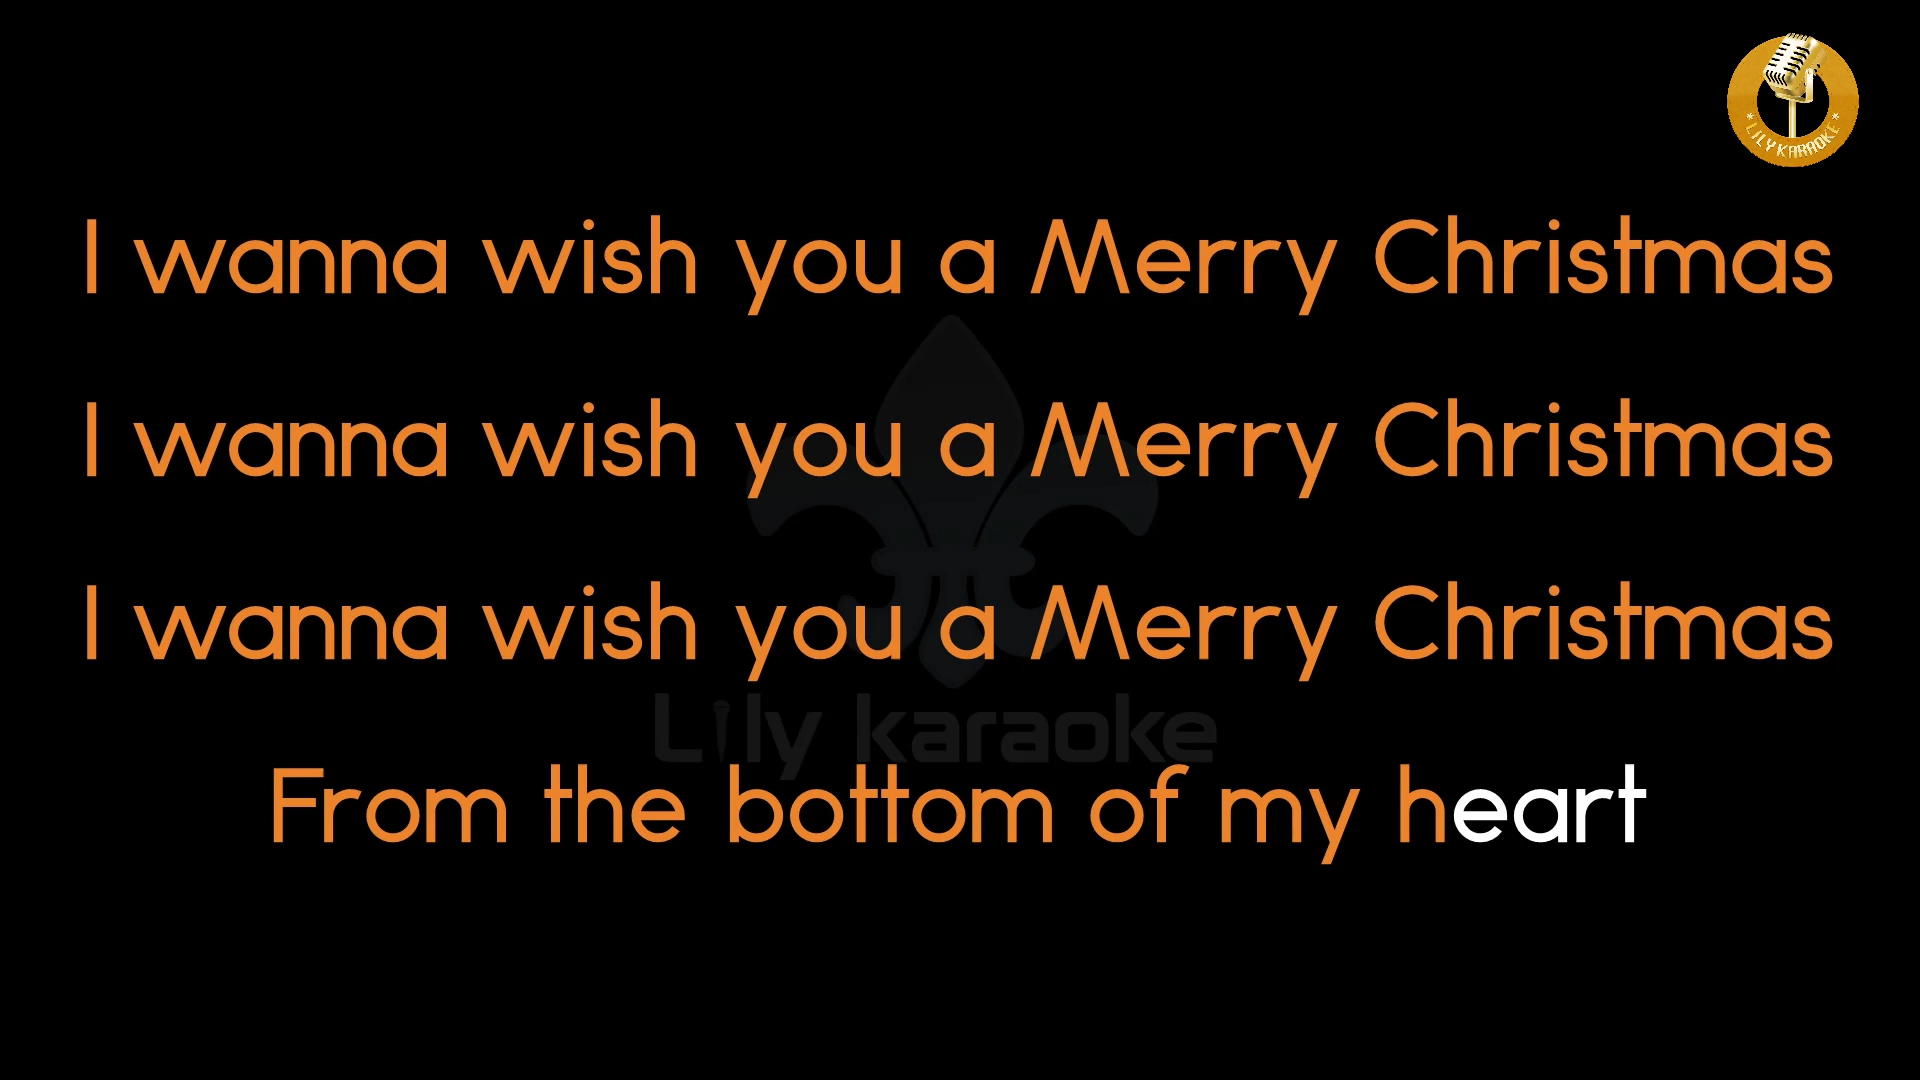 LILY KARAOKE
I wanna wish you a Merry Christmas
I wanna wish you a Merry Christmas
I wanna wish you a Merry Christmas
Lily karaoke
From the bottom of my heart